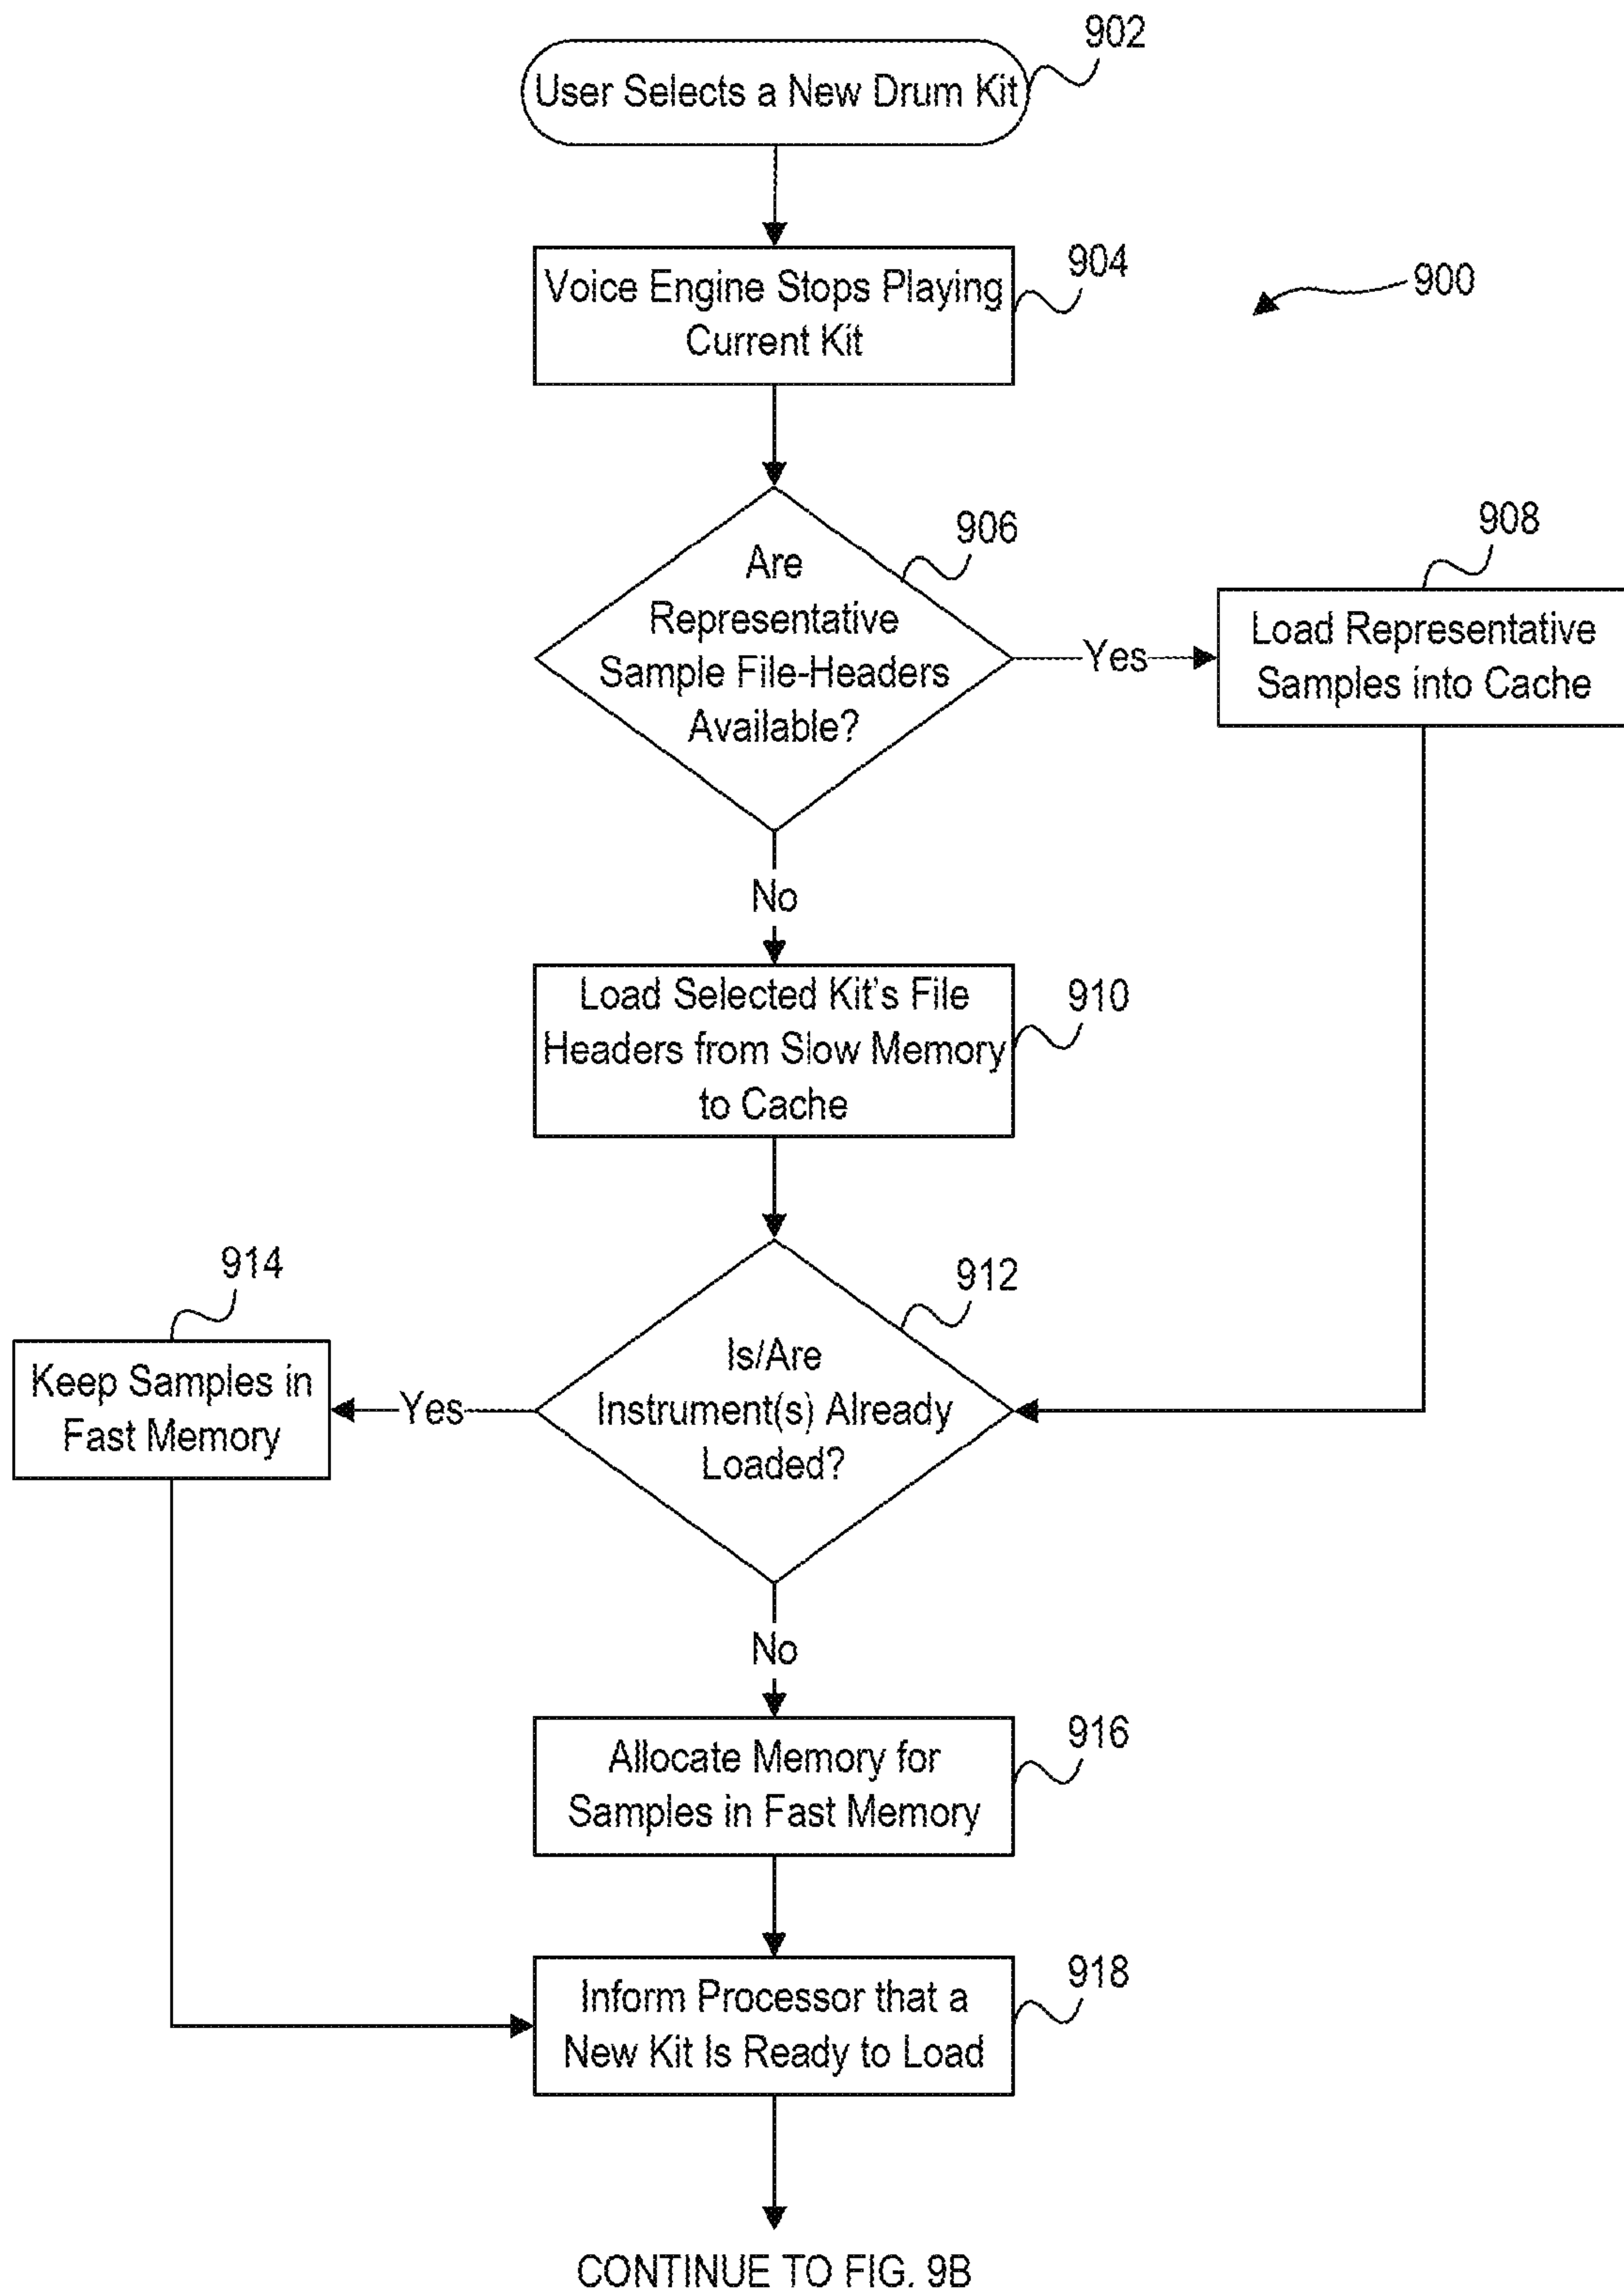 902
User Selects a New Drum Kit
904
Voice Engine Stops Playing
Current Kit
900
906
Are
Representative
Sample File-Headers
Available?
Yes
908
Load Representative
Samples into Cache
No
910
Load Selected Kit's File
Headers from Slow Memory
to Cache
914
Keep Samples in
Fast Memory
Yes
912
Is/Are
Instrument(s) Already
Loaded?
No
916
Allocate Memory for
Samples in Fast Memory
918
Inform Processor that a
New Kit Is Ready to Load
CONTINUE TO FIG. 9B